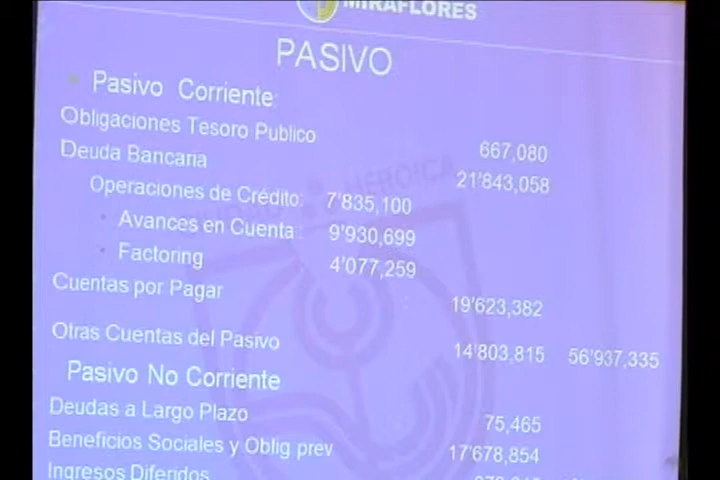 MIRAFLORES
PASIVO
Pasivo Corriente
Obligaciones Tesoro Publico 667,080
Deuda Bancaria 21'843,058
Operaciones de Crédito: 7'835,100
Avances en Cuenta : 9'930,699
Factoring 4'077,259
Cuentas por Pagar 19'623,382
Otras Cuentas del Pasivo 14'803,815 56'937,335
Pasivo No Corriente
Deudas a Largo Plazo 75,465
Beneficios Sociales y Oblig prev 17'678,854
Ingresos Diferidos
HEROICA